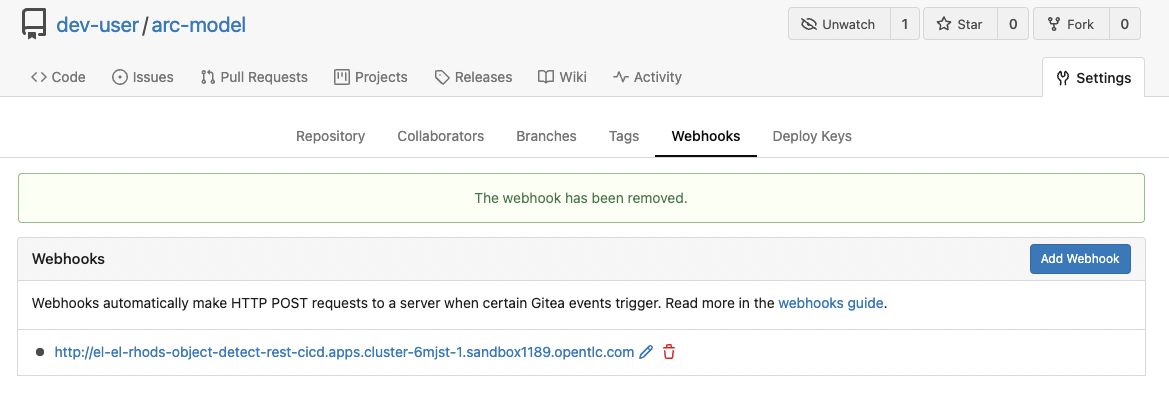 dev-user / arc-model
Unwatch 1 Star 0 Fork 0
Code Issues Pull Requests Projects Releases Wiki Activity Settings
Repository Collaborators Branches Tags Webhooks Deploy Keys
The webhook has been removed.
Webhooks Add Webhook
Webhooks automatically make HTTP POST requests to a server when certain Gitea events trigger. Read more in the webhooks guide.
http://el-el-rhods-object-detect-rest-cicd.apps.cluster-6mjst-1.sandbox1189.opentlc.com